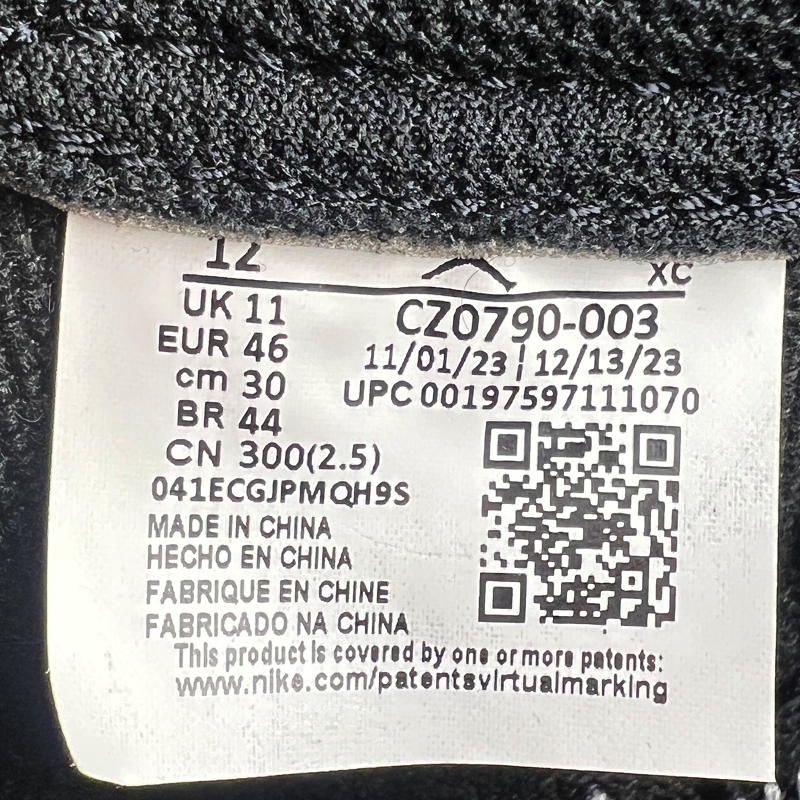 12
XC
UK 11
CZ0790-003
EUR 46
11/01/23 ¦ 12/13/23
cm 30
UPC 00197597111070
BR 44
CN 300(2.5)
041ECGJPMQH9S
MADE IN CHINA
HECHO EN CHINA
FABRIQUE EN CHINE
FABRICADO NA CHINA
This product is covered by one or more patents:
www.nike.com/patentsvirtualmarking